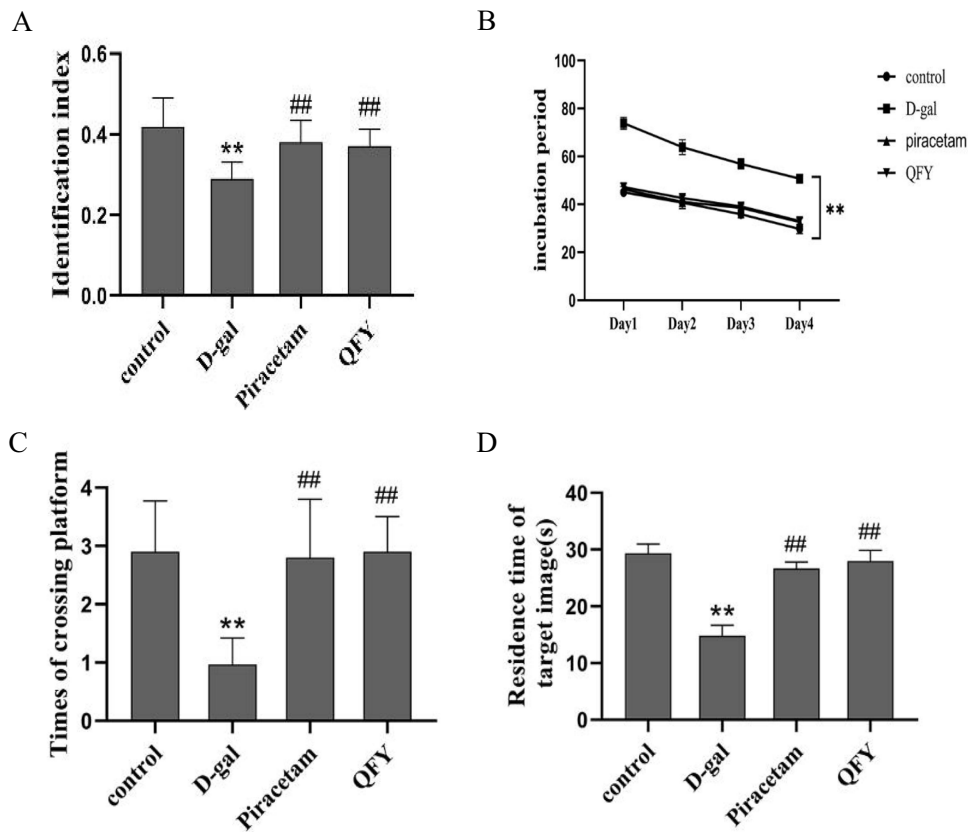 A
Identification index
0.6
0.4
0.2
0.0
**
##
##
control
D-gal
Piracetam
QFY
B
incubation period
100
80
60
40
20
0
Day1
Day2
Day3
Day4
**
control
D-gal
piracetam
QFY
C
Times of crossing platform
4
3
2
1
0
**
##
##
control
D-gal
Piracetam
QFY
D
Residence time of
target image(s)
40
30
20
10
0
**
##
##
control
D-gal
Piracetam
QFY